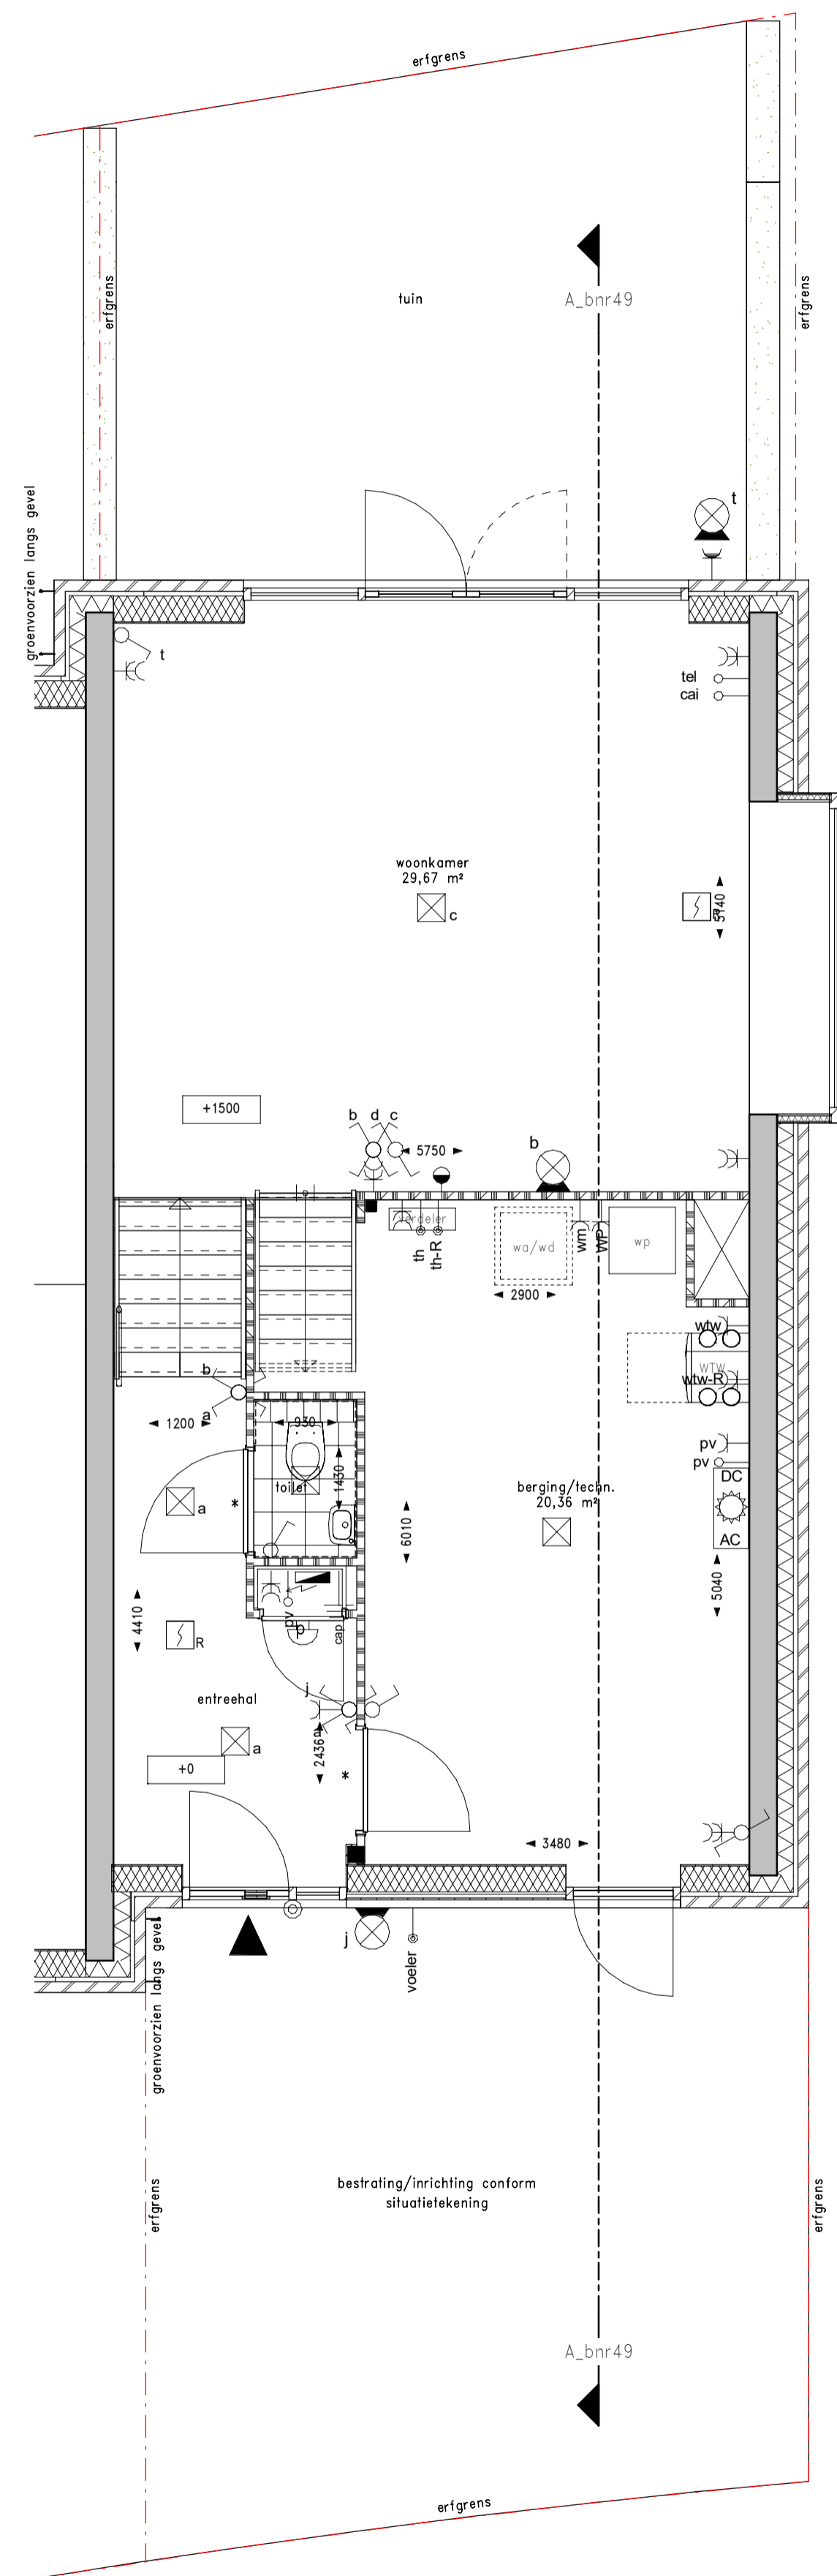 erfgrens
erfgrens
erfgrens
tuin
A_bnr49
groenvoorzien langs gevel
t
t
tel
cai
woonkamer
29,67 m²
c
5140
+1500
b d c
5750
b
verdeler
th
th-R
wa/wd
wm
WP
wp
2900
wtw
WTW
wtw-R
b
a
1200
930
1430
toilet
pv
pv
DC
AC
berging/techn.
20,36 m²
a
*
6010
5040
4410
R
pv
p
cap
entreehal
j
a
2436
+0
*
3480
j
voeler
groenvoorzien langs gevel
erfgrens
bestrating/inrichting conform
situatietekening
erfgrens
A_bnr49
erfgrens